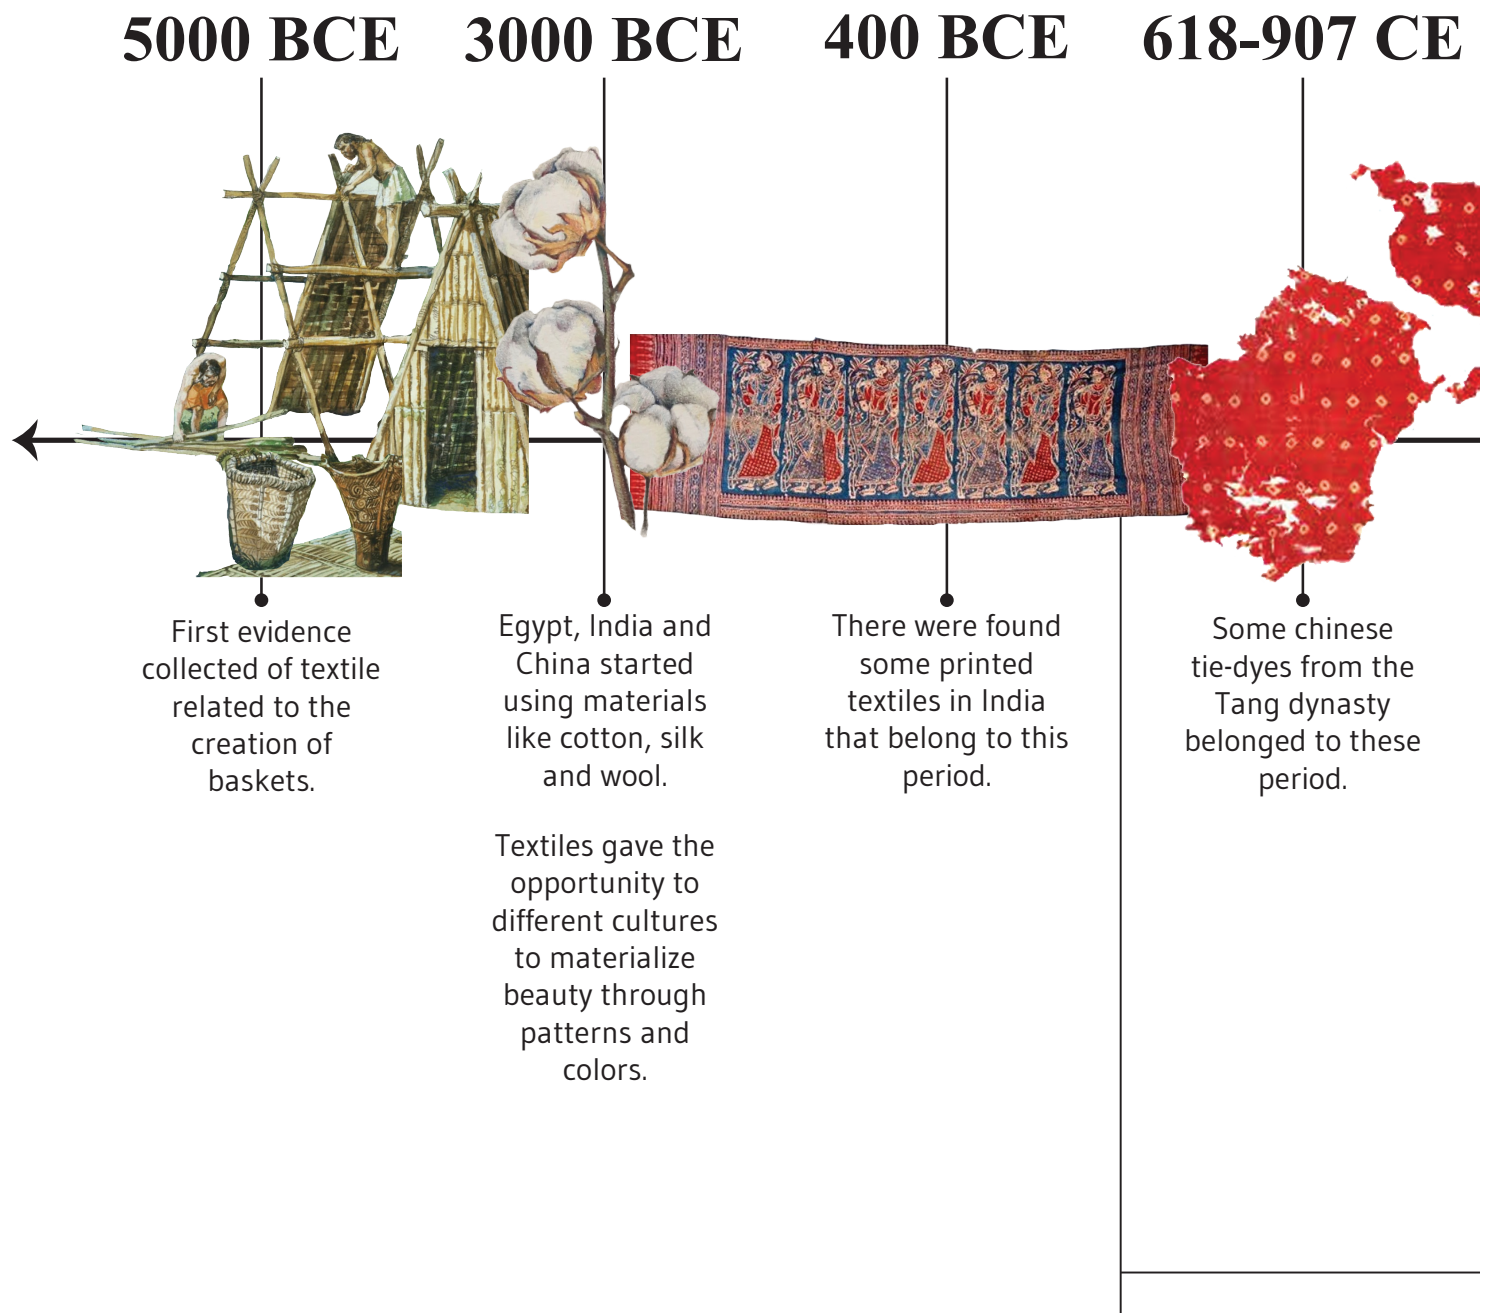 5000 BCE
First evidence
collected of textile
related to the
creation of
baskets.
3000 BCE
Egypt, India and
China started
using materials
like cotton, silk
and wool.
Textiles gave the
opportunity to
different cultures
to materialize
beauty through
patterns and
colors.
400 BCE
There were found
some printed
textiles in India
that belong to this
period.
618-907 CE
Some chinese
tie-dyes from the
Tang dynasty
belonged to these
period.